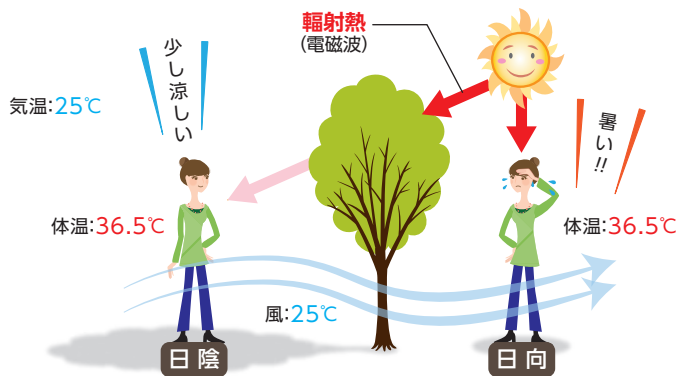 輻射熱
(電磁波)
少し涼しい
気温:25℃
暑い!!
体温:36.5℃
体温:36.5℃
風:25℃
日陰
日向